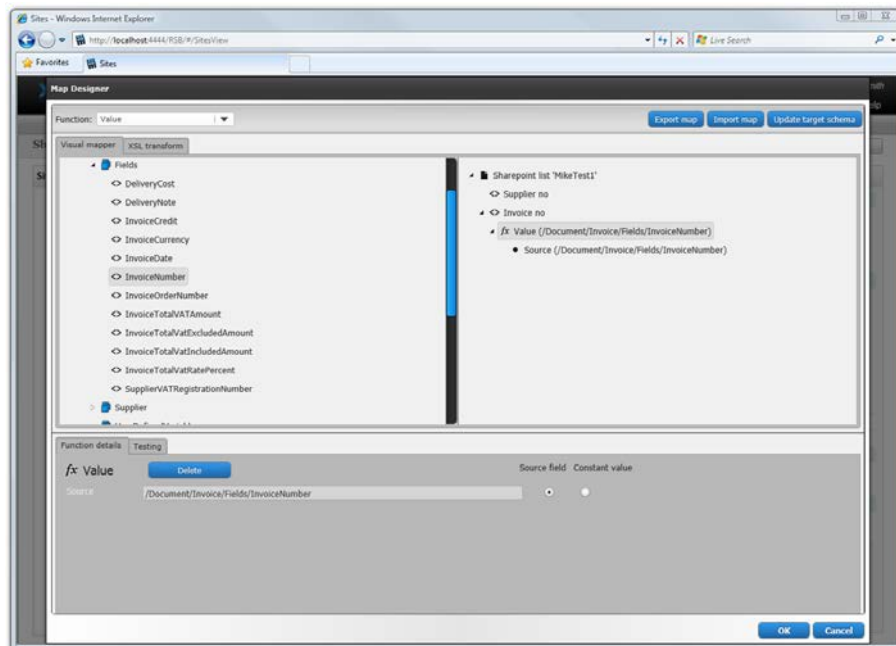 Sites - Windows Internet Explorer
http://localhost:4444/RSB/#/SitesView
Live Search
Favorites
Sites
Map Designer
Function: Value
Export map
Import map
Update target schema
Visual mapper
XSL transform
Fields
<> DeliveryCost
<> DeliveryNote
<> InvoiceCredit
<> InvoiceCurrency
<> InvoiceDate
<> InvoiceNumber
<> InvoiceOrderNumber
<> InvoiceTotalVATAmount
<> InvoiceTotalVatExcludedAmount
<> InvoiceTotalVatIncludedAmount
<> InvoiceTotalVatRatePercent
<> SupplierVATRegistrationNumber
Supplier
Sharepoint list 'MikeTest1'
<> Supplier no
<> Invoice no
fx Value (/Document/Invoice/Fields/InvoiceNumber)
Source (/Document/Invoice/Fields/InvoiceNumber)
Function details
Testing
fx Value
Delete
Source field
Constant value
Source
/Document/Invoice/Fields/InvoiceNumber
OK
Cancel